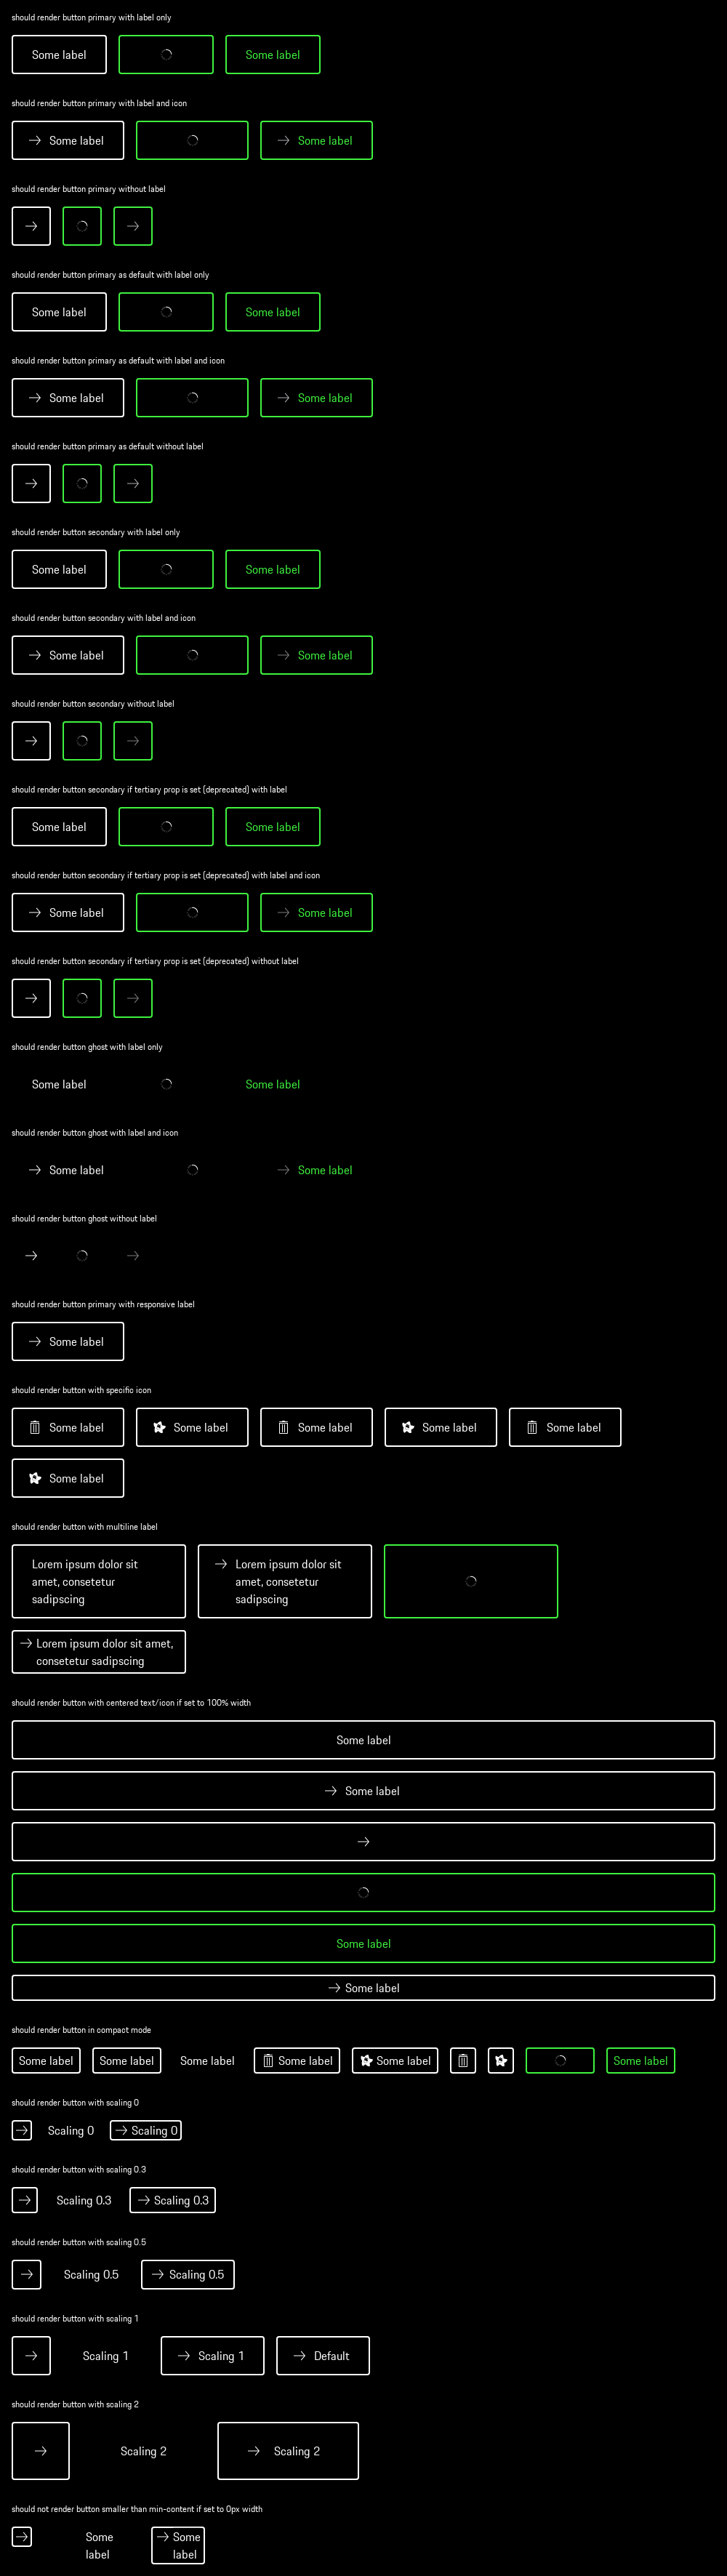 should render button primary with label only
Some label Some label
should render button primary with label and icon
Some label Some label
should render button primary without label
should render button primary as default with label only
Some label Some label
should render button primary as default with label and icon
Some label Some label
should render button primary as default without label
should render button secondary with label only
Some label Some label
should render button secondary with label and icon
Some label Some label
should render button secondary without label
should render button secondary if tertiary prop is set (deprecated) with label
Some label Some label
should render button secondary if tertiary prop is set (deprecated) with label and icon
Some label Some label
should render button secondary if tertiary prop is set (deprecated) without label
should render button ghost with label only
Some label Some label
should render button ghost with label and icon
Some label Some label
should render button ghost without label
should render button primary with responsive label
Some label
should render button with specific icon
Some label Some label Some label Some label Some label
Some label
should render button with multiline label
Lorem ipsum dolor sit
amet, consetetur
sadipscing
Lorem ipsum dolor sit
amet, consetetur
sadipscing
Lorem ipsum dolor sit amet,
consetetur sadipscing
should render button with centered text/icon if set to 100% width
Some label
Some label
Some label
Some label
should render button in compact mode
Some label Some label Some label Some label Some label Some label
should render button with scaling 0
Scaling 0 Scaling 0
should render button with scaling 0.3
Scaling 0.3 Scaling 0.3
should render button with scaling 0.5
Scaling 0.5 Scaling 0.5
should render button with scaling 1
Scaling 1 Scaling 1 Default
should render button with scaling 2
Scaling 2 Scaling 2
should not render button smaller than min-content if set to 0px width
Some
label
Some
label